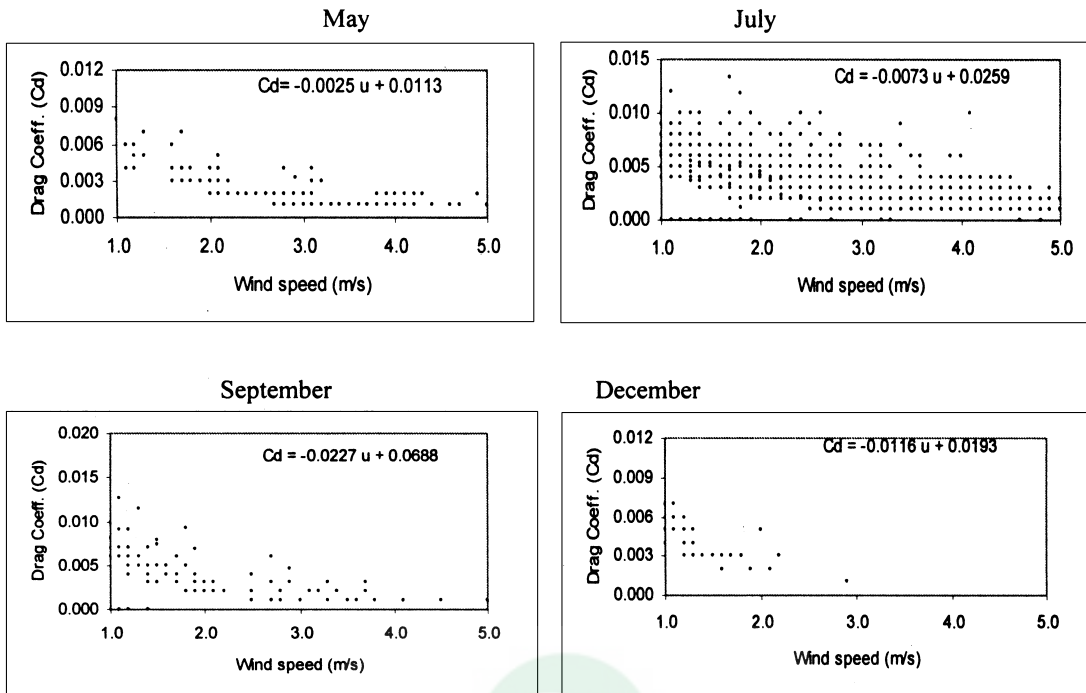 May
Cd= -0.0025 u + 0.0113
Drag Coeff. (Cd)
0.012
0.009
0.006
0.003
0.000
1.0 2.0 3.0 4.0 5.0
Wind speed (m/s)
July
Cd = -0.0073 u + 0.0259
Drag Coeff. (Cd)
0.015
0.010
0.005
0.000
1.0 2.0 3.0 4.0 5.0
Wind speed (m/s)
September
Cd = -0.0227 u + 0.0688
Drag Coeff. (Cd)
0.020
0.015
0.010
0.005
0.000
1.0 2.0 3.0 4.0 5.0
Wind speed (m/s)
December
Cd = -0.0116 u + 0.0193
Drag Coeff. (Cd)
0.012
0.009
0.006
0.003
0.000
1.0 2.0 3.0 4.0 5.0
Wind speed (m/s)